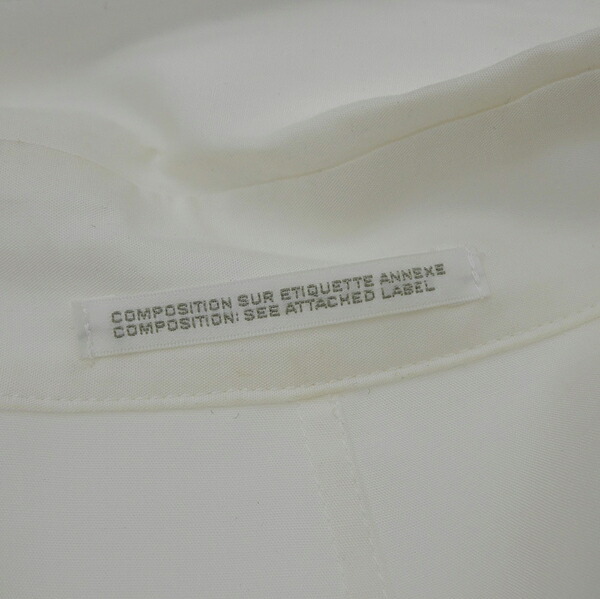 COMPOSITION SUR ETIQUETTE ANNEXE
COMPOSITION: SEE ATTACHED LABEL